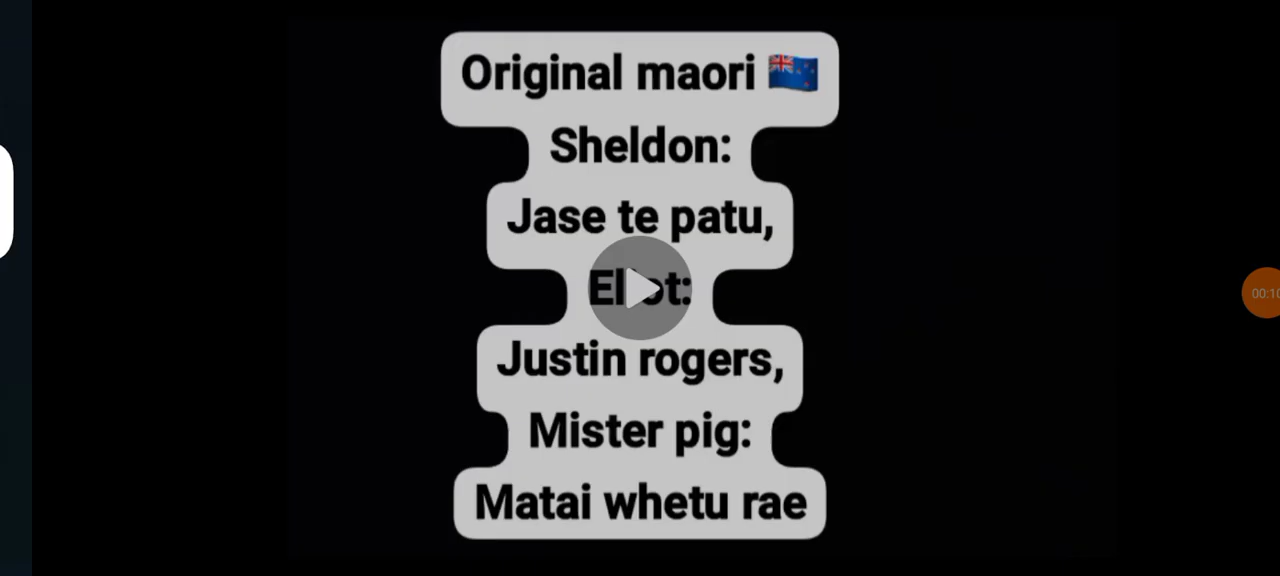 Original maori 🇳🇿
Sheldon:
Jase te patu,
Justin rogers,
Mister pig:
Matai whetu rae